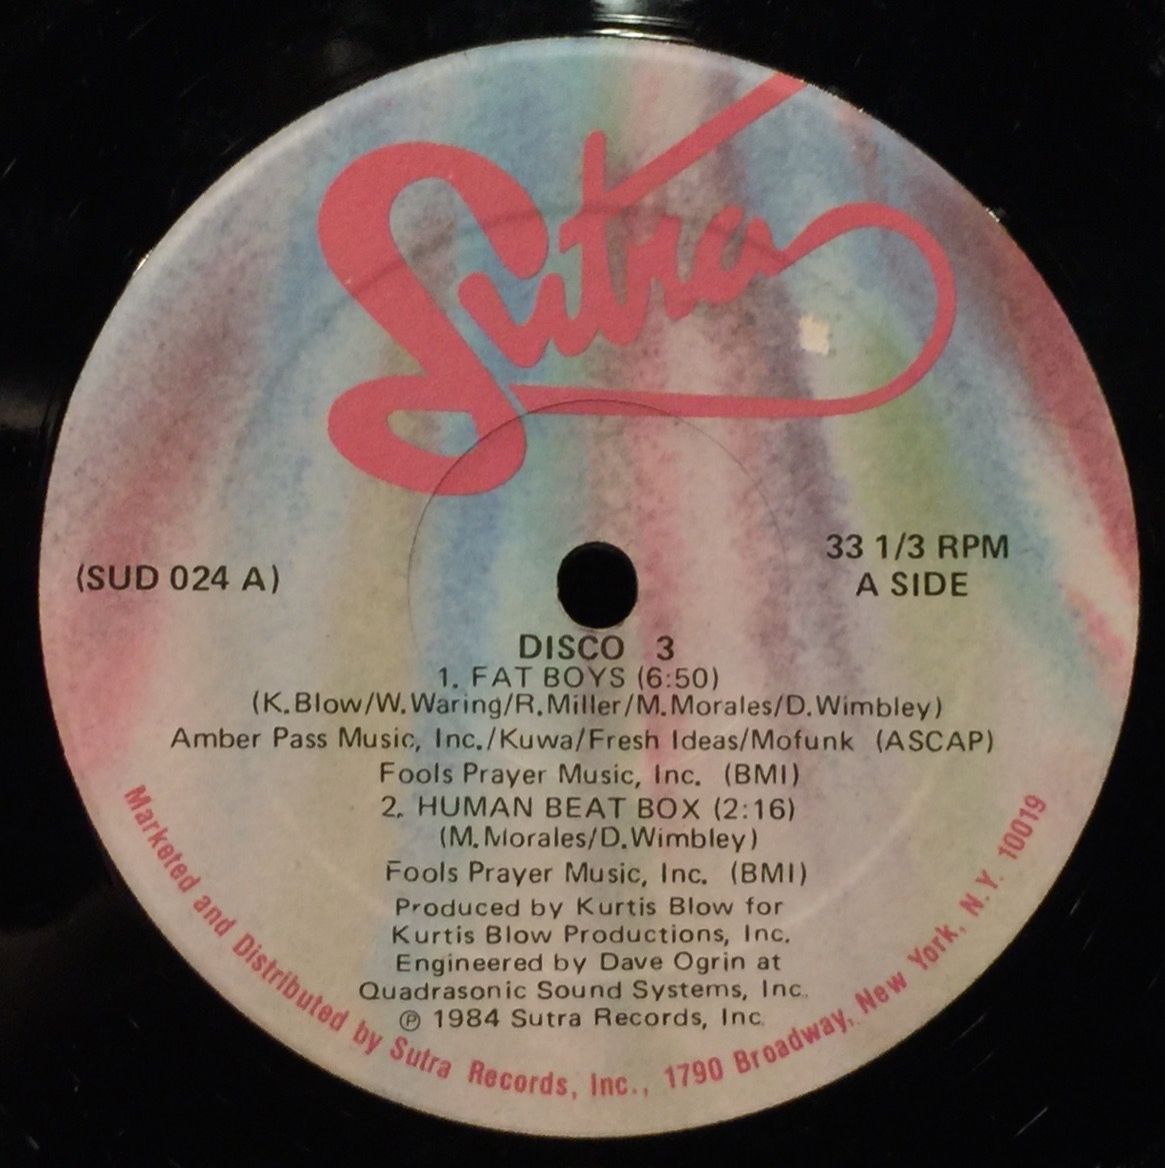 Sutra
(SUD 024 A)
33 1/3 RPM
A SIDE
DISCO 3
1. FAT BOYS (6:50)
(K.Blow/W.Waring/R.Miller/M.Morales/D.Wimbley)
Amber Pass Music, Inc./Kuwa/Fresh Ideas/Mofunk (ASCAP)
Fools Prayer Music, Inc. (BMI)
2. HUMAN BEAT BOX (2:16)
(M.Morales/D.Wimbley)
Fools Prayer Music, Inc. (BMI)
Produced by Kurtis Blow for
Kurtis Blow Productions, Inc.
Engineered by Dave Ogrin at
Quadrasonic Sound Systems, Inc.
℗ 1984 Sutra Records, Inc
Marketed and Distributed by Sutra Records, Inc., 1790 Broadway, New York, N.Y. 10019